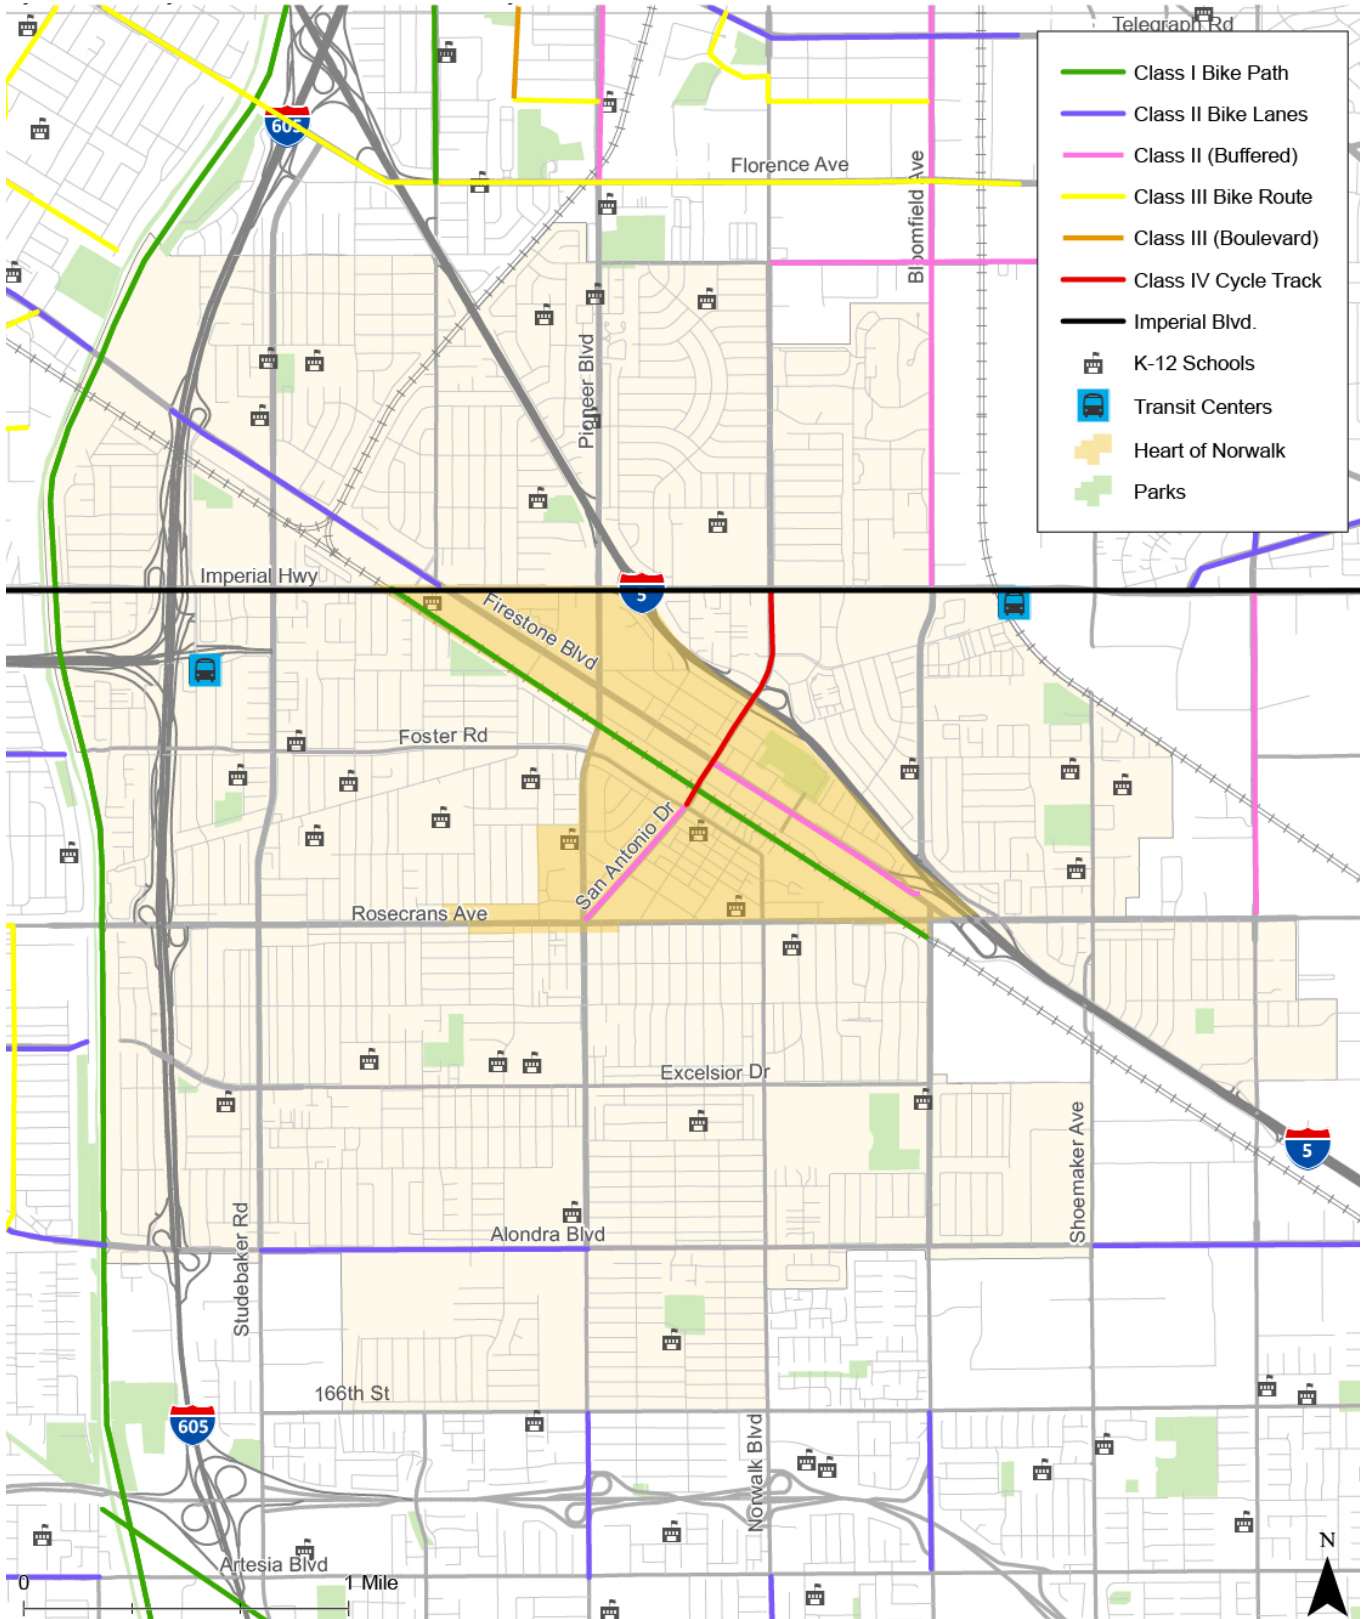 Telegraph Rd
Class I Bike Path
Class II Bike Lanes
Class II (Buffered)
Class III Bike Route
Class III (Boulevard)
Class IV Cycle Track
Imperial Blvd.
K-12 Schools
Transit Centers
Heart of Norwalk
Parks
605
Florence Ave
Bloomfield Ave
Pioneer Blvd
Imperial Hwy
5
Firestone Blvd
Foster Rd
San Antonio Dr
Rosecrans Ave
Excelsior Dr
Shoemaker Ave
5
Studebaker Rd
Alondra Blvd
166th St
605
Norwalk Blvd
Artesia Blvd
0
1 Mile
N